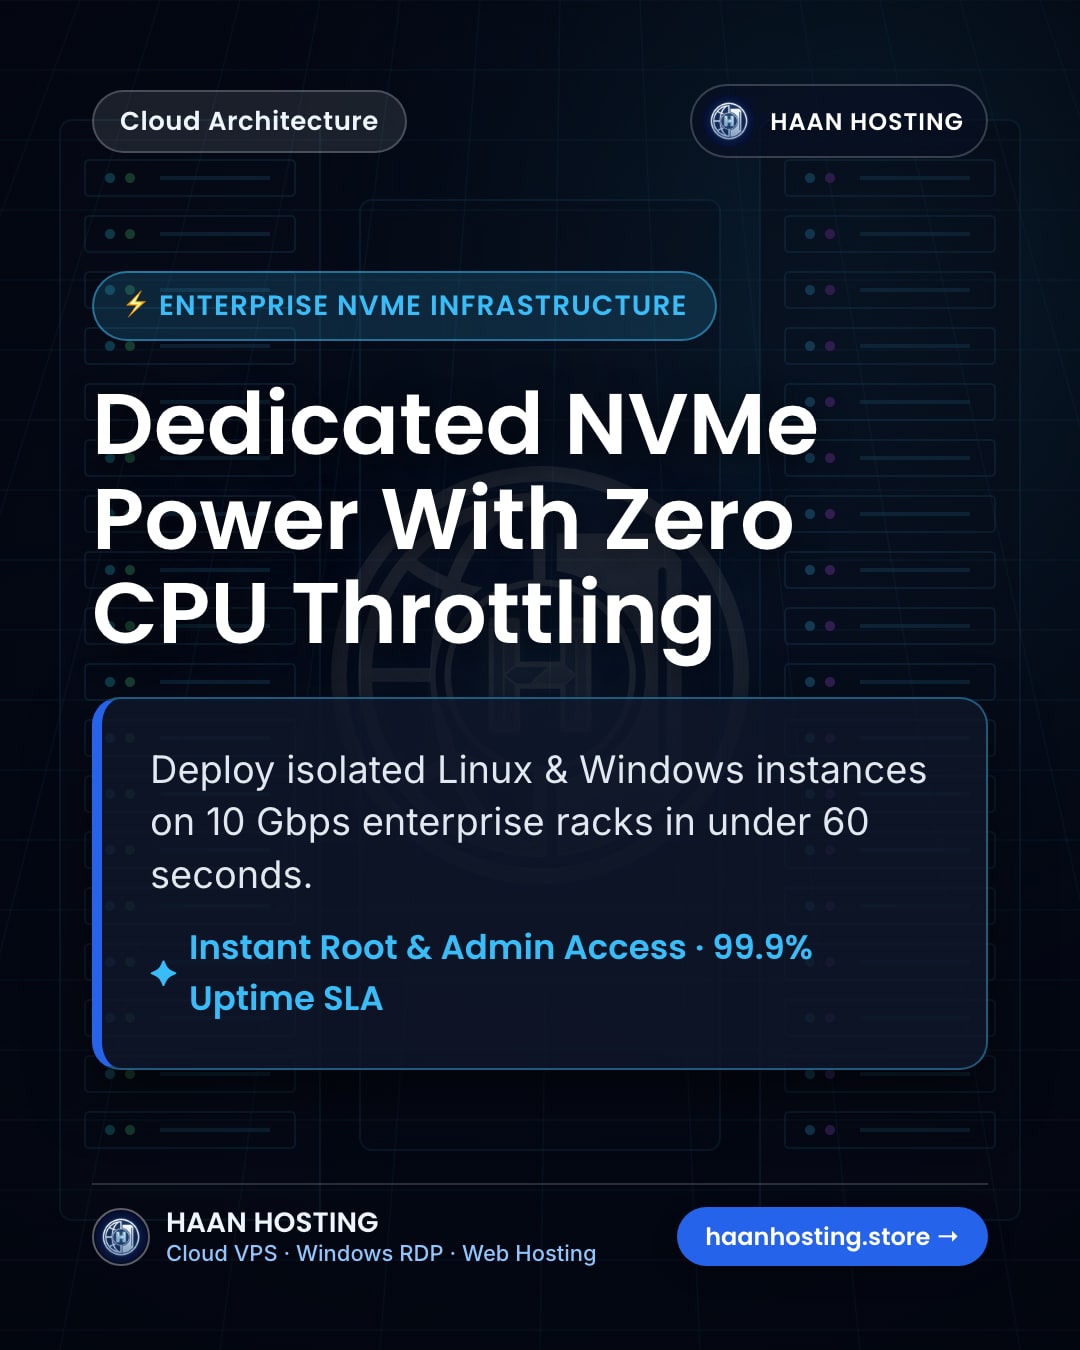 Cloud Architecture
HAAN HOSTING
⚡ ENTERPRISE NVME INFRASTRUCTURE
Dedicated NVMe
Power With Zero
CPU Throttling
Deploy isolated Linux & Windows instances
on 10 Gbps enterprise racks in under 60
seconds.
Instant Root & Admin Access · 99.9%
Uptime SLA
HAAN HOSTING
Cloud VPS · Windows RDP · Web Hosting
haanhosting.store →